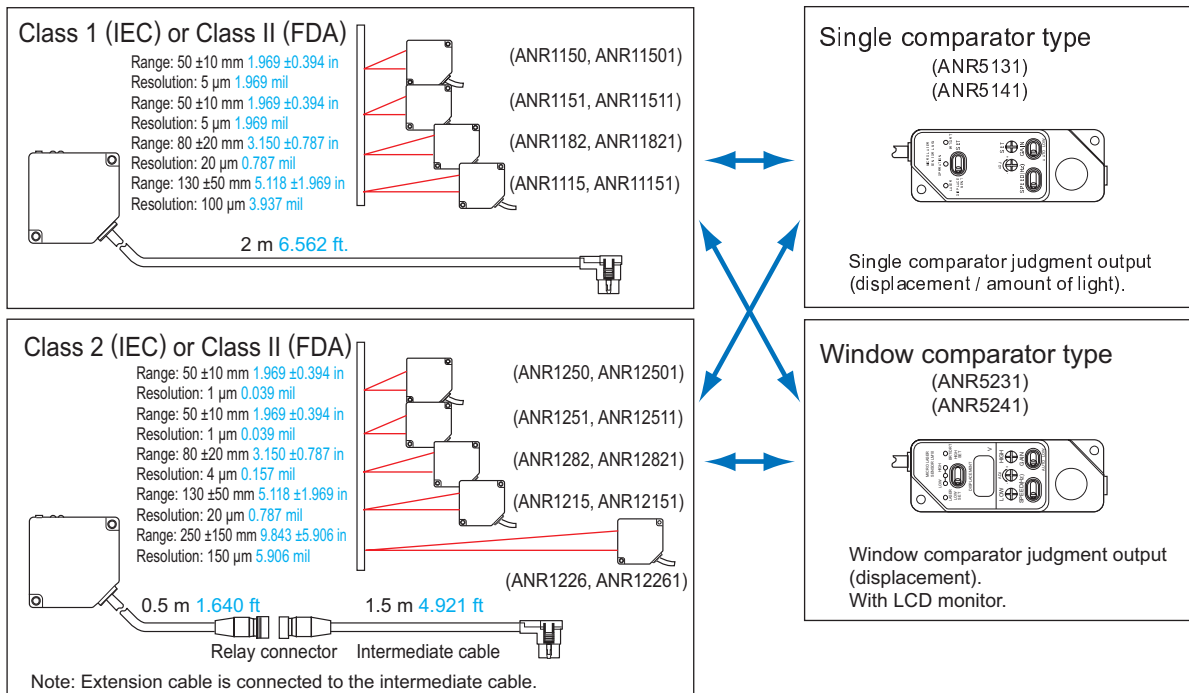 Class 1 (IEC) or Class II (FDA)
Range: 50 ±10 mm 1.969 ±0.394 in
Resolution: 5 µm 1.969 mil
Range: 50 ±10 mm 1.969 ±0.394 in
Resolution: 5 µm 1.969 mil
Range: 80 ±20 mm 3.150 ±0.787 in
Resolution: 20 µm 0.787 mil
Range: 130 ±50 mm 5.118 ±1.969 in
Resolution: 100 µm 3.937 mil
(ANR1150, ANR11501)
(ANR1151, ANR11511)
(ANR1182, ANR11821)
(ANR1115, ANR11151)
2 m 6.562 ft.
Class 2 (IEC) or Class II (FDA)
Range: 50 ±10 mm 1.969 ±0.394 in
Resolution: 1 µm 0.039 mil
Range: 50 ±10 mm 1.969 ±0.394 in
Resolution: 1 µm 0.039 mil
Range: 80 ±20 mm 3.150 ±0.787 in
Resolution: 4 µm 0.157 mil
Range: 130 ±50 mm 5.118 ±1.969 in
Resolution: 20 µm 0.787 mil
Range: 250 ±150 mm 9.843 ±5.906 in
Resolution: 150 µm 5.906 mil
(ANR1250, ANR12501)
(ANR1251, ANR12511)
(ANR1282, ANR12821)
(ANR1215, ANR12151)
(ANR1226, ANR12261)
0.5 m 1.640 ft
1.5 m 4.921 ft
Relay connector
Intermediate cable
Note: Extension cable is connected to the intermediate cable.
Single comparator type
(ANR5131)
(ANR5141)
SET
SET
SPEED(Hz)
Single comparator judgment output
(displacement / amount of light).
Window comparator type
(ANR5231)
(ANR5241)
DISPLACEMENT
V
LOW
HIGH
SPEED(Hz)
Window comparator judgment output
(displacement).
With LCD monitor.